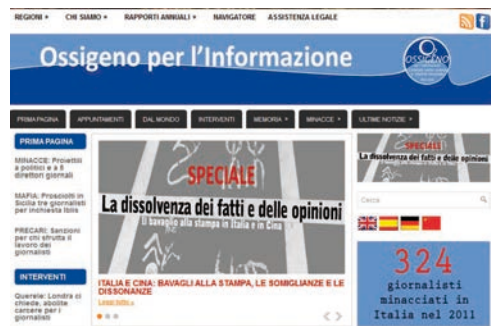 REGIONI
CHI SIAMO
RAPPORTI ANNUALI
NAVIGATORE
ASSISTENZA LEGALE
Ossigeno per l'Informazione
O2
OSSIGENO
PRIMA PAGINA
APPUNTAMENTI
DAL MONDO
INTERVENTI
MEMORIA
MINACCE
ULTIME NOTIZIE
PRIMA PAGINA
MINACCE: Proiettili
a politici e a 5
direttori giornali
MAFIA: Prosciolti in
Sicilia tre giornalisti
per inchiesta Iblis
PRECARI: Sanzioni
per chi sfrutta il
lavoro dei
giornalisti
INTERVENTI
Querele: Londra ci
chiede, abolite
carcere per i
giornalisti
SPECIALE
La dissolvenza dei fatti e delle opinioni
Il bavaglio alla stampa in Italia e in Cina
ITALIA E CINA: BAVAGLI ALLA STAMPA, LE SOMIGLIANZE E LE
DISSONANZE
Leggi tutto »
SPECIALE
La dissolvenza dei fatti e delle opinioni
Cerca
324
giornalisti
minacciati in
Italia nel 2011